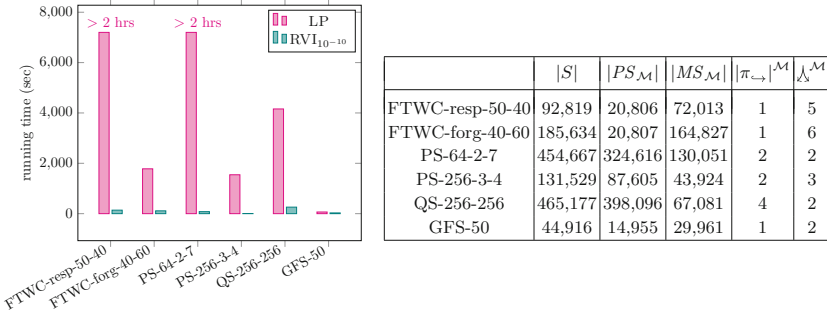 > 2 hrs
> 2 hrs
LP
RVI₁₀₋₁₀
8,000
6,000
4,000
2,000
0
running time (sec)
FTWC-resp-50-40
FTWC-forg-40-60
PS-64-2-7
PS-256-3-4
QS-256-256
GFS-50
|S| |PS_M| |MS_M| |π↪|^M ⅄^M
FTWC-resp-50-40 92,819 20,806 72,013 1 5
FTWC-forg-40-60 185,634 20,807 164,827 1 6
PS-64-2-7 454,667 324,616 130,051 2 2
PS-256-3-4 131,529 87,605 43,924 2 3
QS-256-256 465,177 398,096 67,081 4 2
GFS-50 44,916 14,955 29,961 1 2